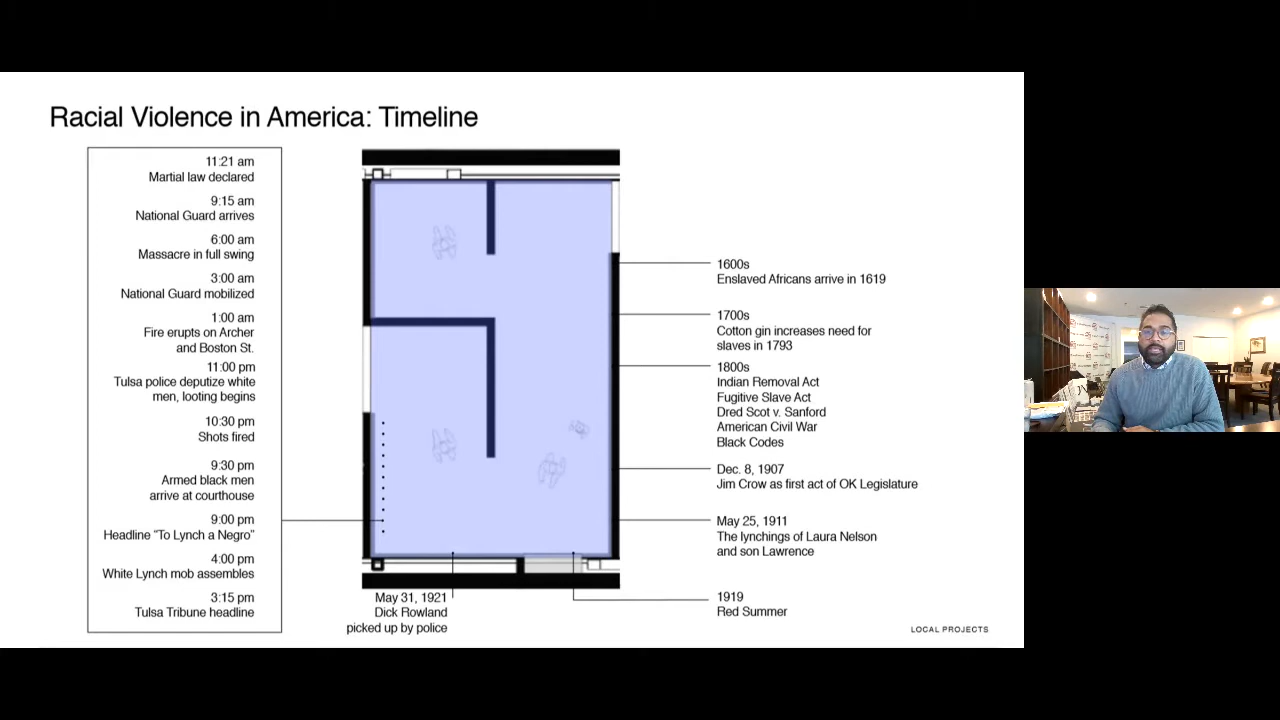 Racial Violence in America: Timeline
11:21 am
Martial law declared
9:15 am
National Guard arrives
6:00 am
Massacre in full swing
3:00 am
National Guard mobilized
1:00 am
Fire erupts on Archer
and Boston St.
11:00 pm
Tulsa police deputize white
men, looting begins
10:30 pm
Shots fired
9:30 pm
Armed black men
arrive at courthouse
9:00 pm
Headline “To Lynch a Negro”
4:00 pm
White Lynch mob assembles
3:15 pm
Tulsa Tribune headline
May 31, 1921
Dick Rowland
picked up by police
1600s
Enslaved Africans arrive in 1619
1700s
Cotton gin increases need for
slaves in 1793
1800s
Indian Removal Act
Fugitive Slave Act
Dred Scot v. Sanford
American Civil War
Black Codes
Dec. 8, 1907
Jim Crow as first act of OK Legislature
May 25, 1911
The lynchings of Laura Nelson
and son Lawrence
1919
Red Summer
LOCAL PROJECTS